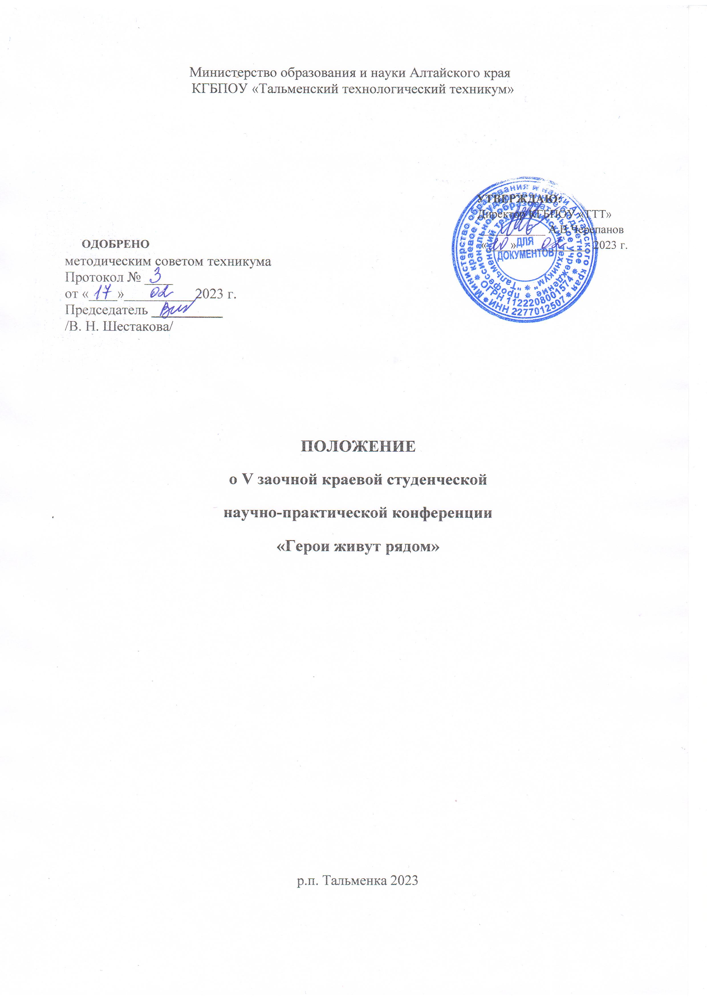 Министерство образования и науки Алтайского края
КГБПОУ «Тальменский технологический техникум»
УТВЕРЖДАЮ:
Директор КГБПОУ «ТТТ»
____________ А.В Черепанов
«20» 02 2023 г.
ОДОБРЕНО
методическим советом техникума
Протокол № 3
от «17» 02 2023 г.
Председатель ____________
/В. Н. Шестакова/
Министерство образования и науки Алтайского края
краевое государственное бюджетное
профессиональное образовательное учреждение
"Тальменский технологический техникум"
ОГРН 1122208001574
ИНН 2277012507
ДЛЯ
ДОКУМЕНТОВ
ПОЛОЖЕНИЕ
о V заочной краевой студенческой
научно-практической конференции
«Герои живут рядом»
р.п. Тальменка 2023